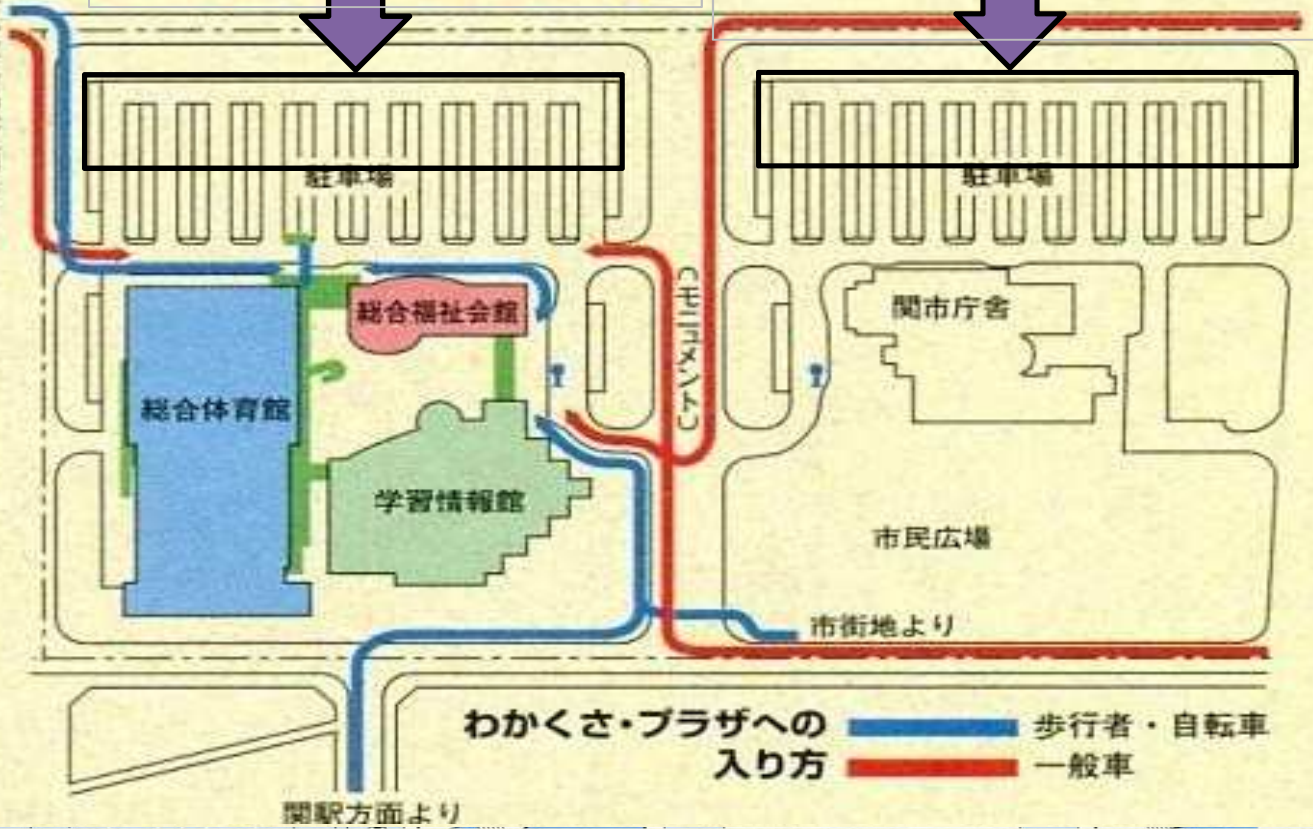 駐車場
駐車場
総合福祉会館
(モニュメント)
関市庁舎
総合体育館
学習情報館
市民広場
市街地より
わかくさ・プラザへの
入り方
歩行者・自転車
一般車
関駅方面より